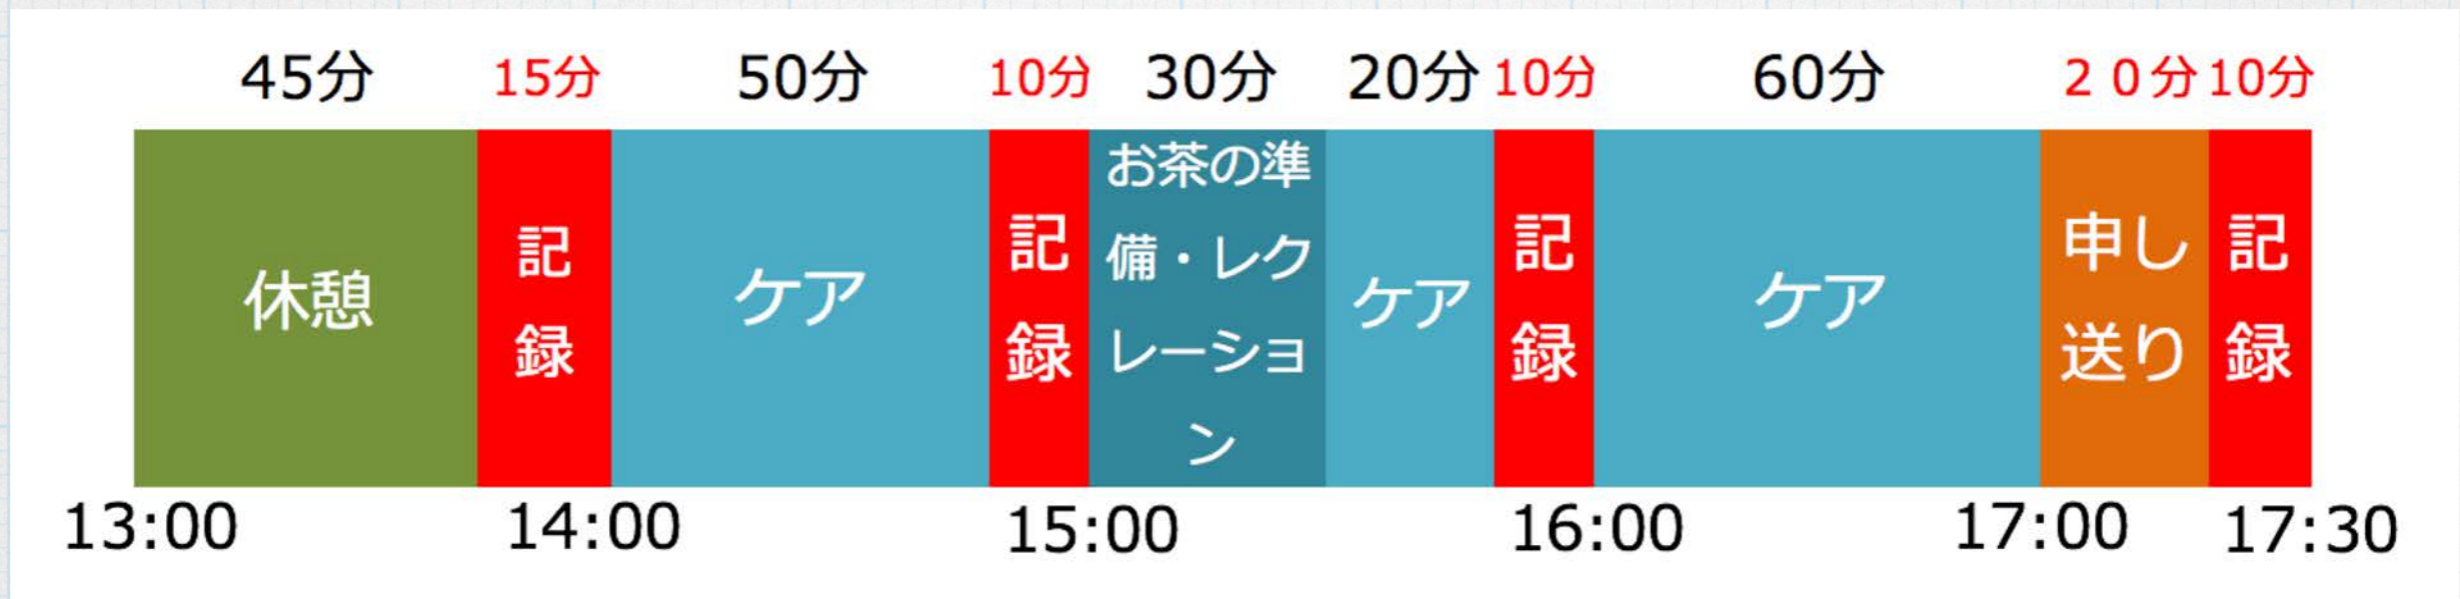 45分 15分 50分 10分 30分 20分 10分 60分 ２０分 10分
休憩
記
録
ケア
記
録
お茶の準
備・レク
レーショ
ン
ケア
記
録
ケア
申し
送り
記
録
13:00 14:00 15:00 16:00 17:00 17:30